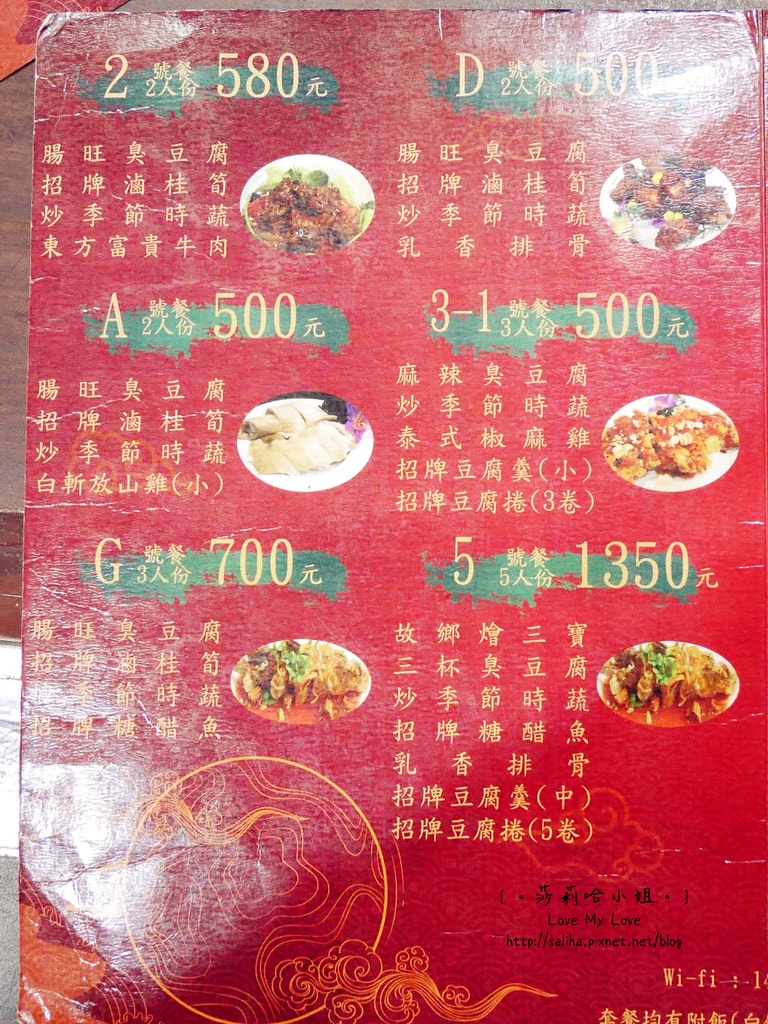 2 號餐 2人份 580元
腸旺臭豆腐
招牌滷桂筍
炒季節時蔬
東方富貴牛肉
D 號餐 2人份 500
腸旺臭豆腐
招牌滷桂筍
炒季節時蔬
乳香排骨
A 號餐 2人份 500元
腸旺臭豆腐
招牌滷桂筍
炒季節時蔬
白斬放山雞(小)
3-1 號餐 3人份 500元
麻辣臭豆腐
炒季節時蔬
泰式椒麻雞
招牌豆腐羹(小)
招牌豆腐捲(3卷)
G 號餐 3人份 700元
腸旺臭豆腐
招牌滷桂筍
炒季節時蔬
招牌糖醋魚
5 號餐 5人份 1350元
故鄉燴三寶
三杯臭豆腐
炒季節時蔬
招牌糖醋魚
乳香排骨
招牌豆腐羹(中)
招牌豆腐捲(5卷)
(。莎莉哈小姐。)
Love My Love
http://saliha.pixnet.net/blog
Wi-fi：14
套餐均有附飯(白